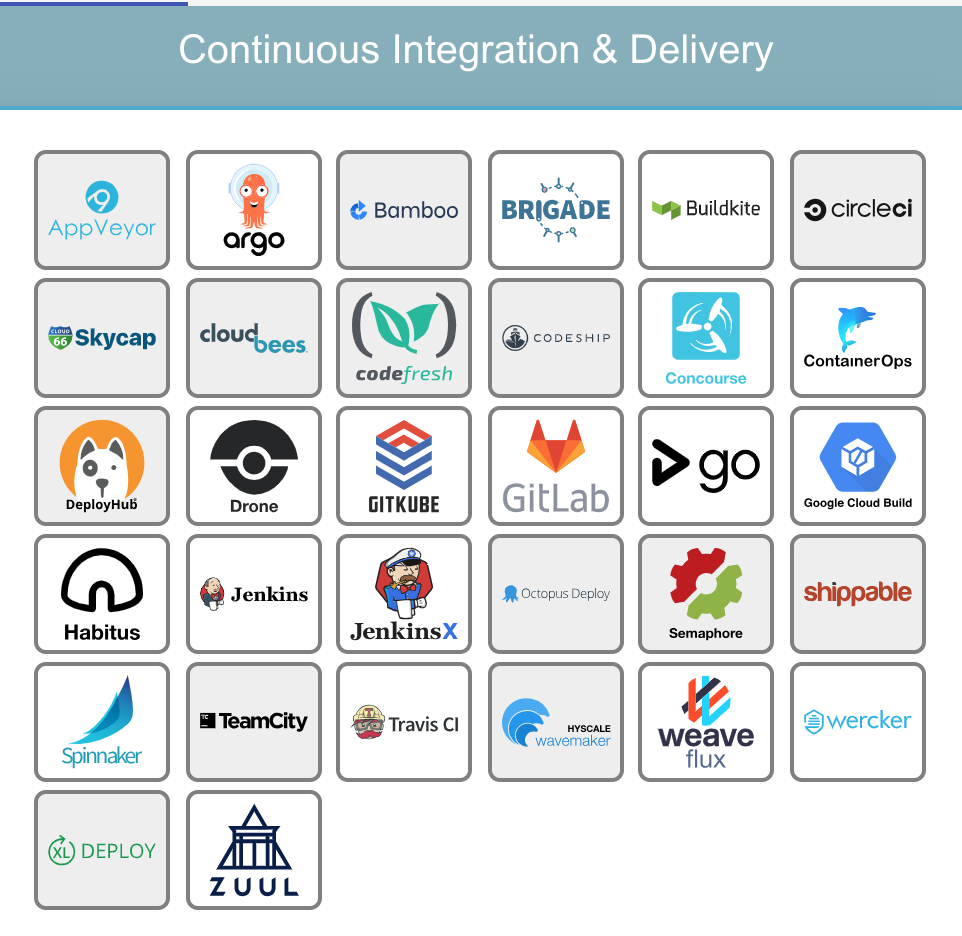 Continuous Integration & Delivery
AppVeyor
argo
Bamboo
BRIGADE
Buildkite
circleci
CLOUD
66
Skycap
cloudbees
codefresh
CODESHIP
Concourse
ContainerOps
DeployHub
Drone
GITKUBE
GitLab
go
Google Cloud Build
Habitus
Jenkins
JenkinsX
Octopus Deploy
Semaphore
shippable
Spinnaker
TC
TeamCity
Travis CI
HYSCALE
wavemaker
weave
flux
wercker
XL DEPLOY
ZUUL